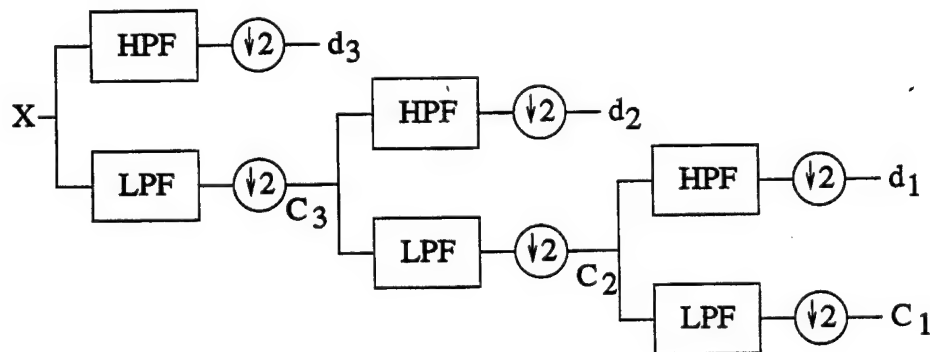 HPF ↓2 d3
X HPF ↓2 d2
LPF ↓2 C3 HPF ↓2 d1
LPF ↓2 C2
LPF ↓2 C1